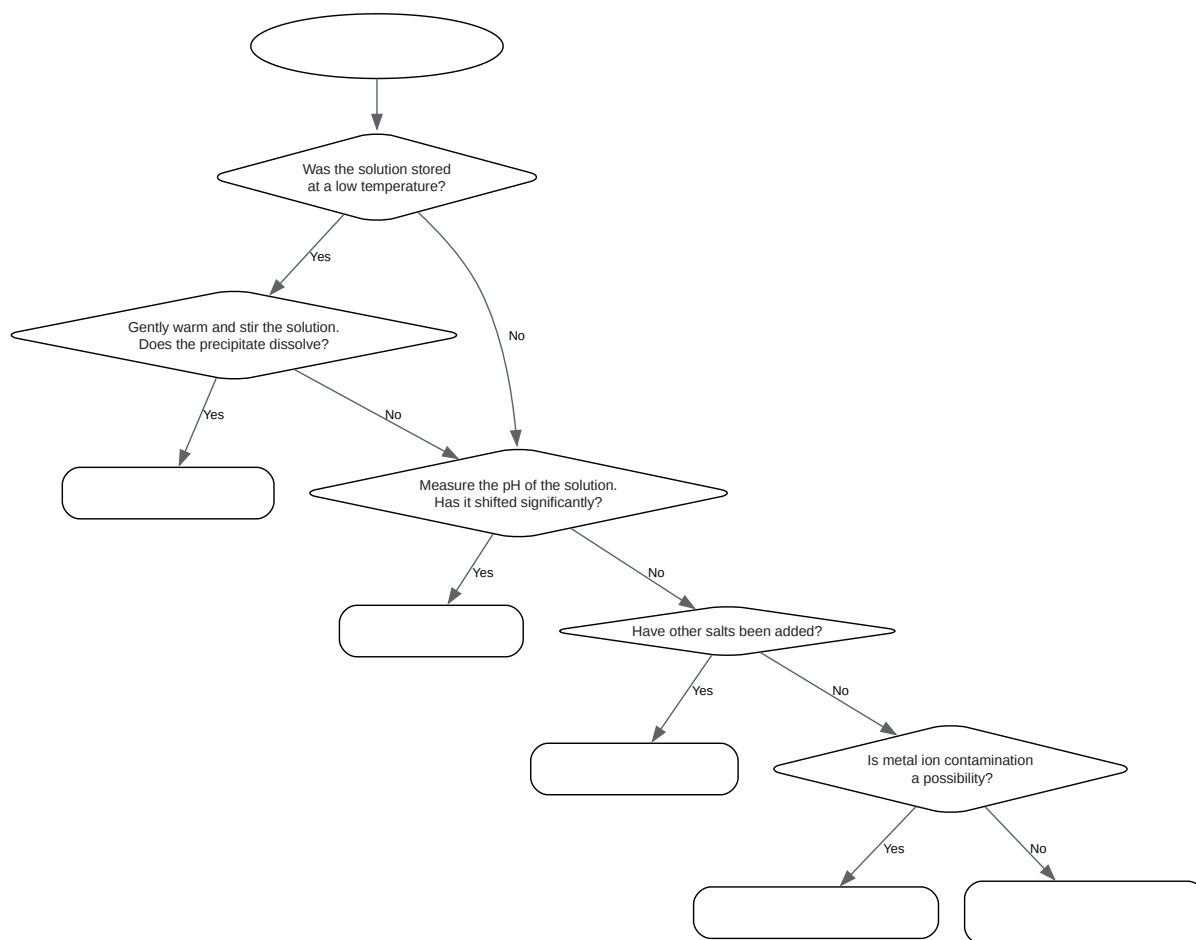 Was the solution stored
at a low temperature?
Yes
No
Gently warm and stir the solution.
Does the precipitate dissolve?
Yes
No
Measure the pH of the solution.
Has it shifted significantly?
Yes
No
Have other salts been added?
Yes
No
Is metal ion contamination
a possibility?
Yes
No